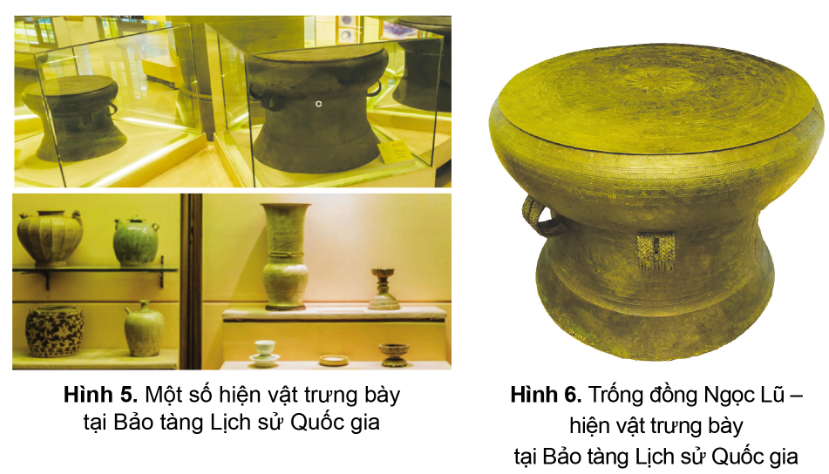 Hình 5. Một số hiện vật trưng bày
tại Bảo tàng Lịch sử Quốc gia
Hình 6. Trống đồng Ngọc Lũ –
hiện vật trưng bày
tại Bảo tàng Lịch sử Quốc gia